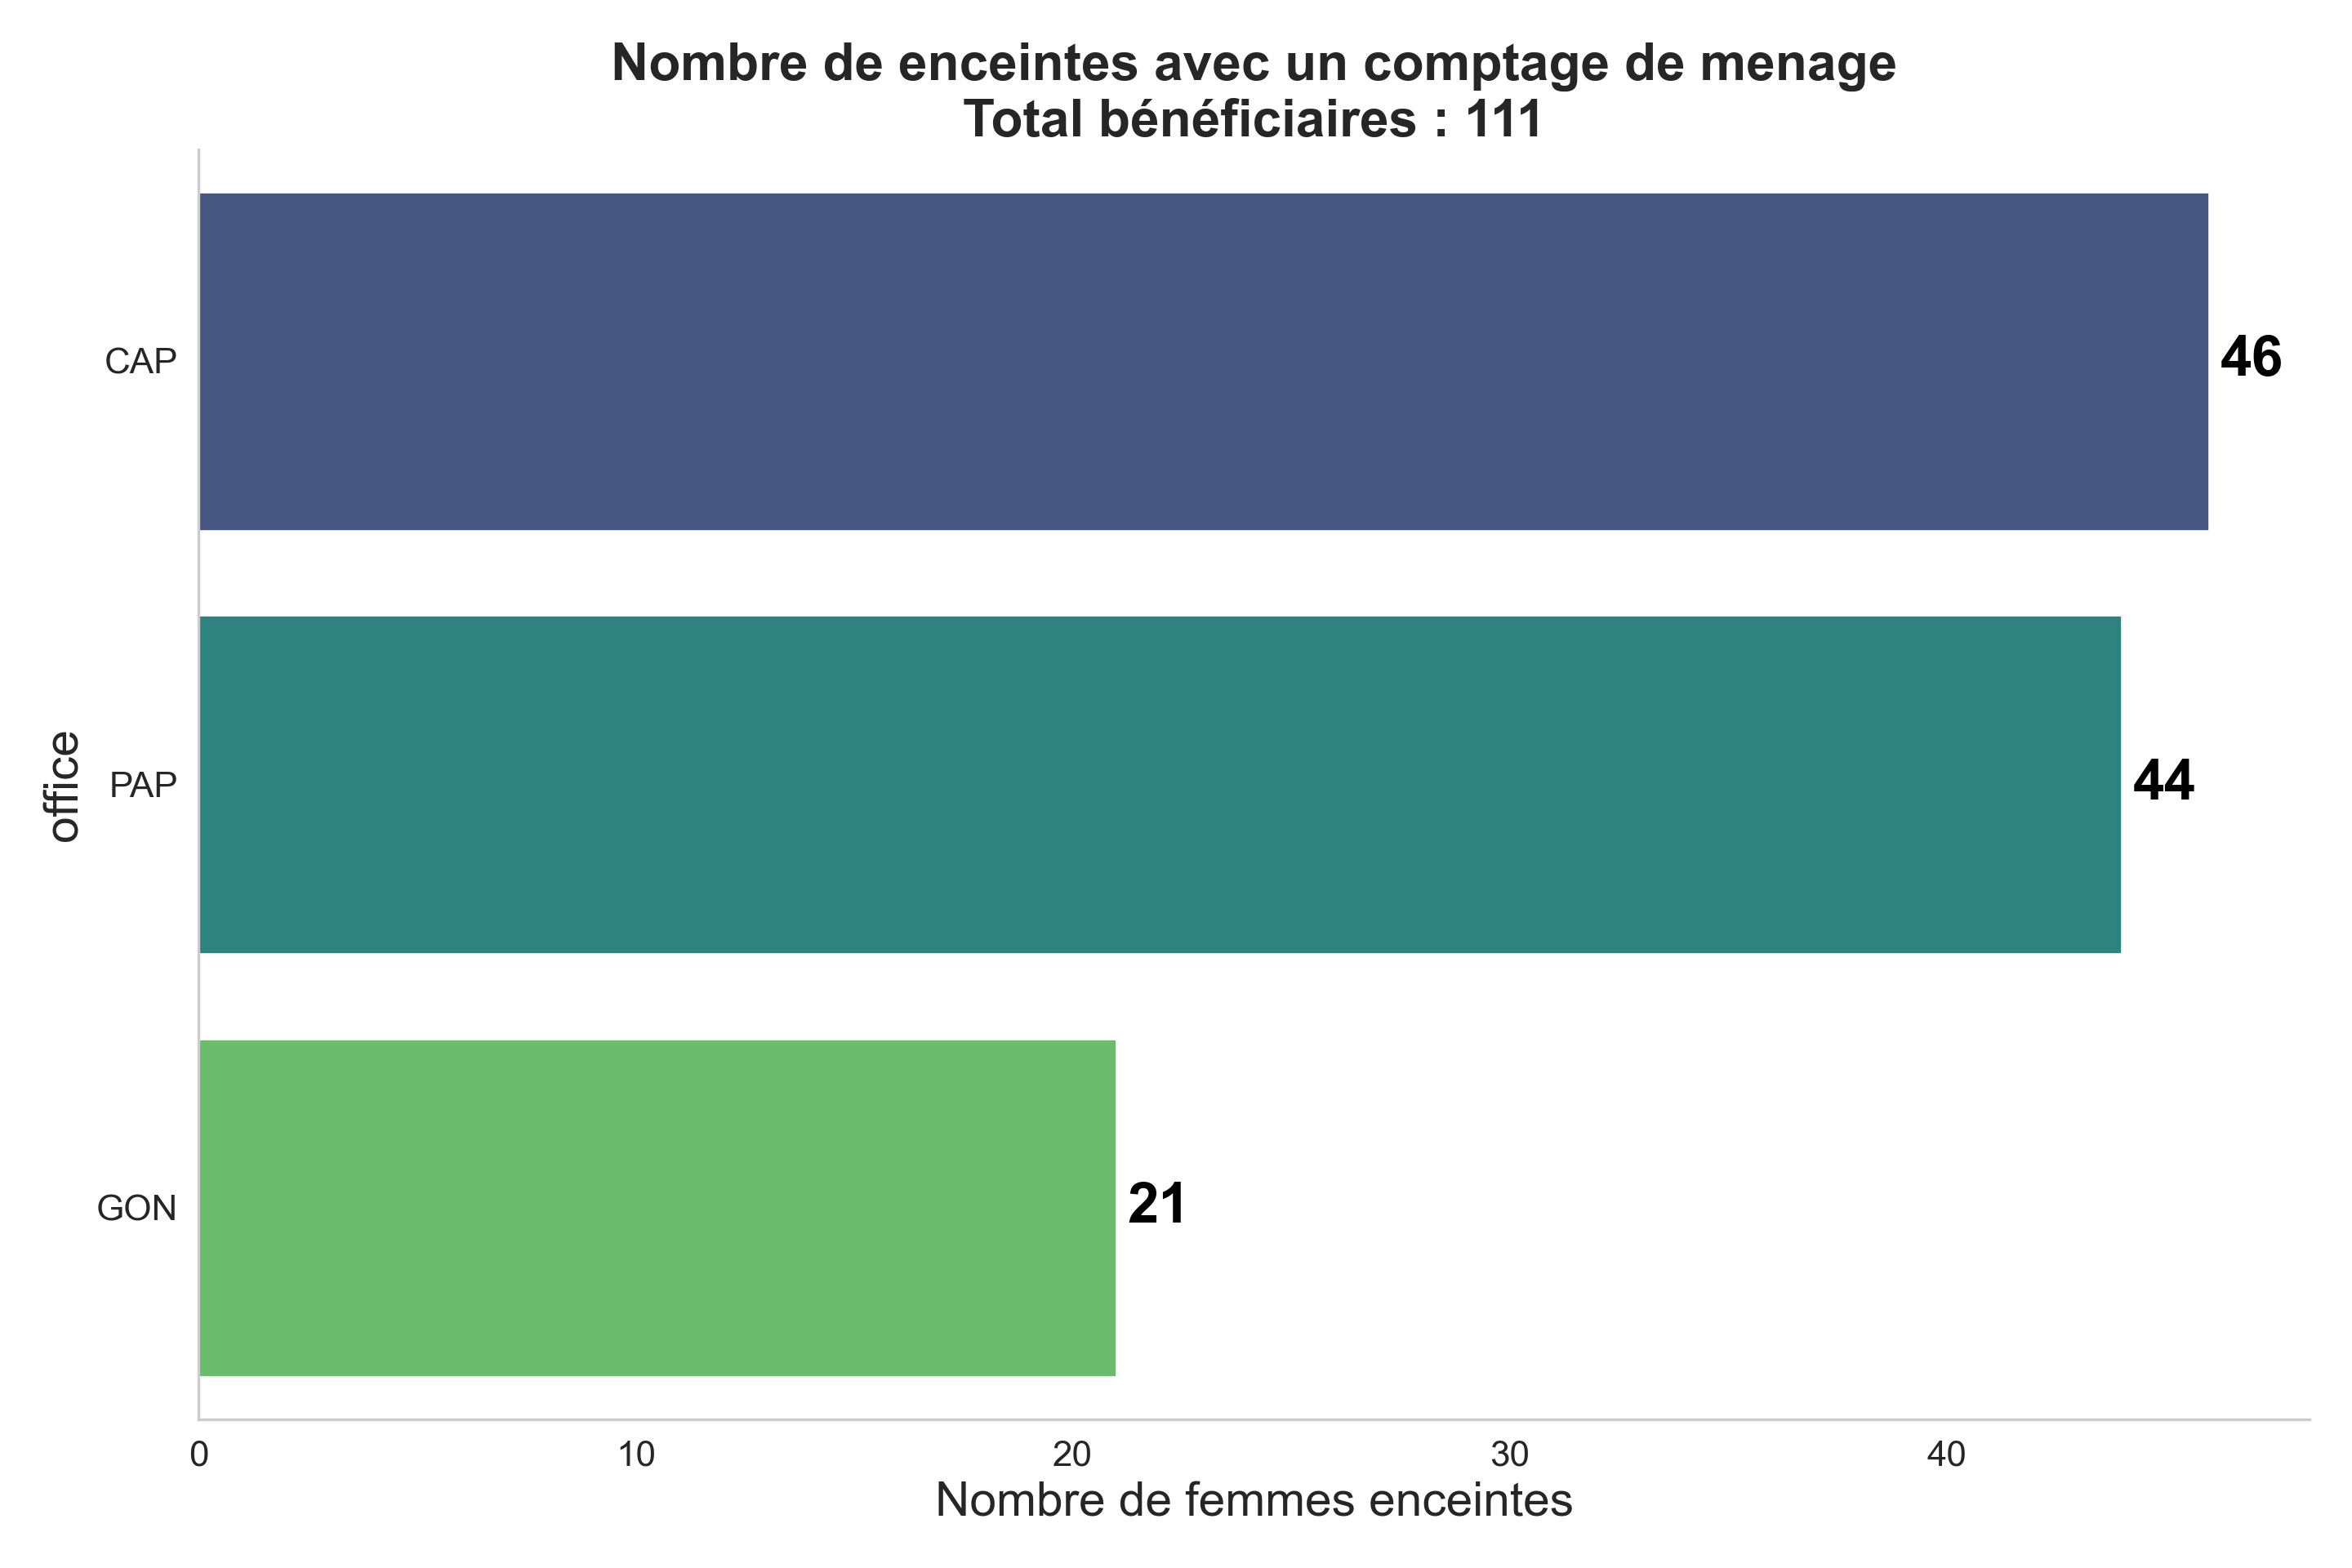 Nombre de enceintes avec un comptage de menage
Total bénéficiaires : 111
CAP
46
office
PAP
44
GON
21
0
10
20
30
40
Nombre de femmes enceintes